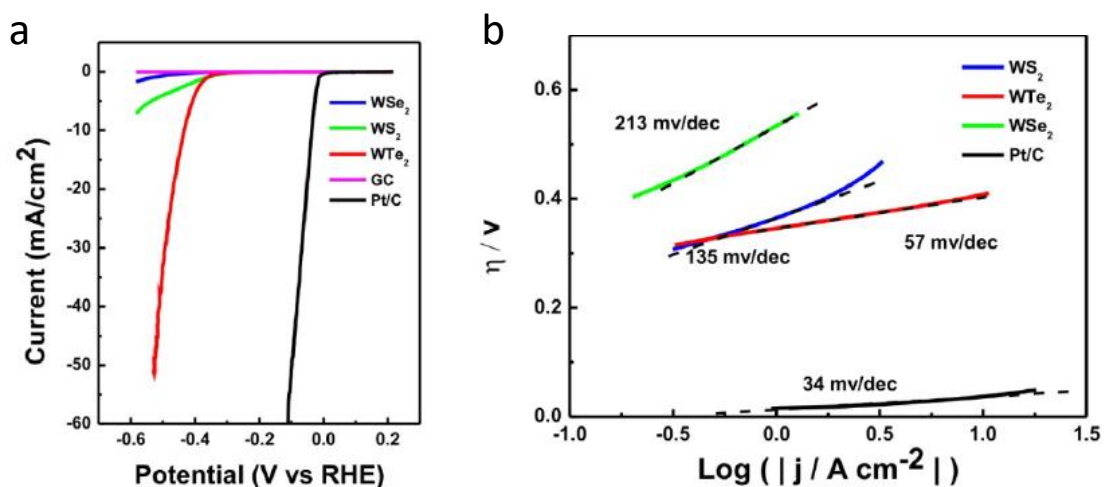 a
0
-10
-20
-30
-40
-50
-60
-0.6
-0.4
-0.2
0.0
0.2
Current (mA/cm²)
Potential (V vs RHE)
WSe₂
WS₂
WTe₂
GC
Pt/C
b
0.6
0.4
0.2
0.0
-1.0
-0.5
0.0
0.5
1.0
1.5
η / v
Log ( | j / A cm⁻² | )
213 mv/dec
135 mv/dec
57 mv/dec
34 mv/dec
WS₂
WTe₂
WSe₂
Pt/C